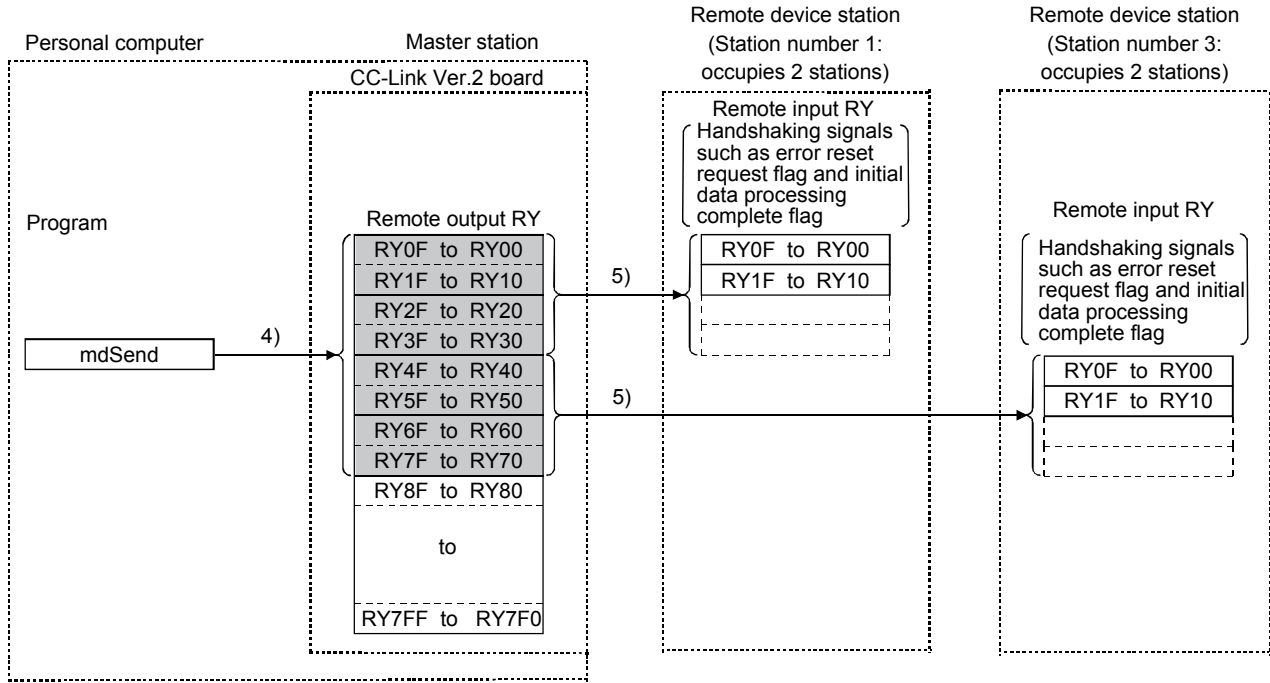 Personal computer
Master station
CC-Link Ver.2 board
Program
mdSend
4)
Remote output RY
RY0F to RY00
RY1F to RY10
RY2F to RY20
RY3F to RY30
RY4F to RY40
RY5F to RY50
RY6F to RY60
RY7F to RY70
RY8F to RY80
to
RY7FF to RY7F0
5)
5)
Remote device station
(Station number 1:
occupies 2 stations)
Remote input RY
Handshaking signals
such as error reset
request flag and initial
data processing
complete flag
RY0F to RY00
RY1F to RY10
Remote device station
(Station number 3:
occupies 2 stations)
Remote input RY
Handshaking signals
such as error reset
request flag and initial
data processing
complete flag
RY0F to RY00
RY1F to RY10